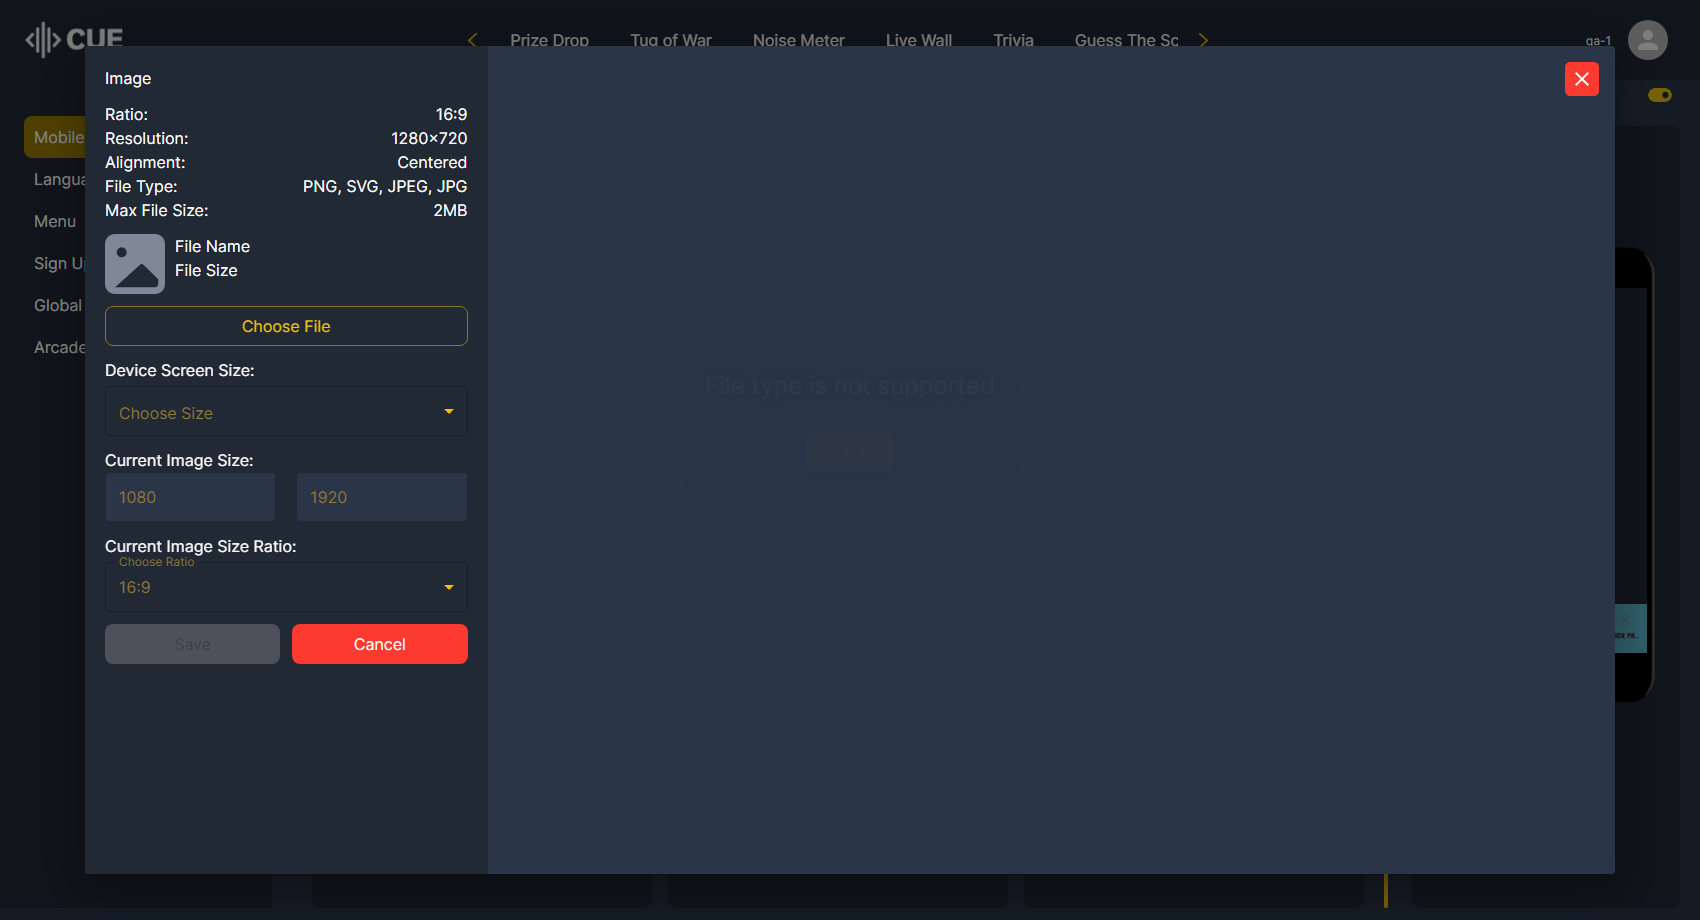 CUE
Prize Drop Tug of War Noise Meter Live Wall Trivia Guess The Sc
qa-1
Mobile
Langua
Menu
Sign U
Global
Arcade
Image
Ratio: 16:9
Resolution: 1280×720
Alignment: Centered
File Type: PNG, SVG, JPEG, JPG
Max File Size: 2MB
File Name
File Size
Choose File
Device Screen Size:
Choose Size
Current Image Size:
1080 1920
Current Image Size Ratio:
Choose Ratio
16:9
Save Cancel
File type is not supported